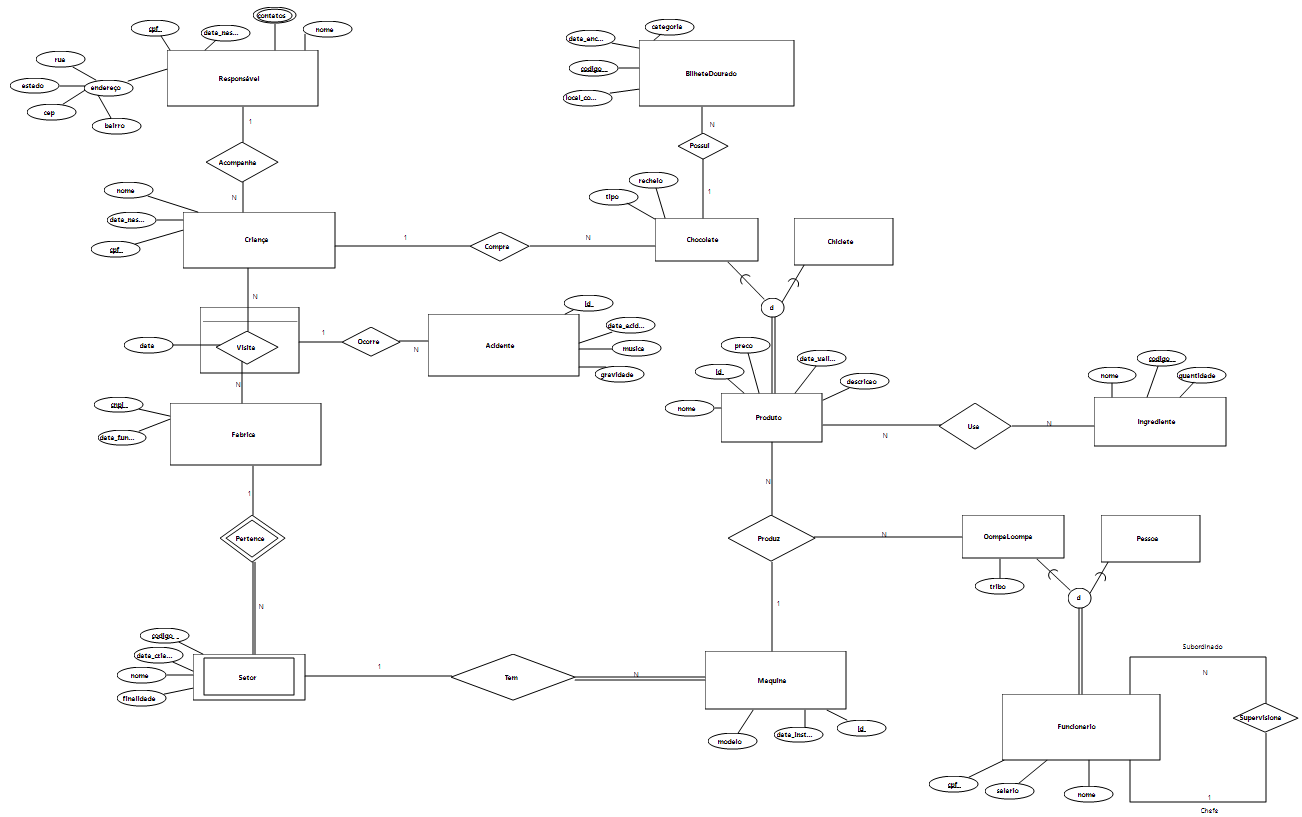 contatos
cpf
data_nas...
nome
categoria
data_enc...
rua
Responsável
BilheteDourado
codigo
estado
endereço
local_co...
cep
bairro
1
N
Acompanha
Possui
recheio
nome
1
N
tipo
data_nas...
Criança
Chocolate
Chiclete
cpf
1
Compra
N
N
id
d
data_acid...
data
Visita
1
Ocorre
N
Acidente
musica
preco
data_vali...
codigo
gravidade
id
nome
quantidade
N
descricao
cnpj
nome
Produto
Usa
Ingrediente
data_fun...
Fabrica
N
N
N
1
Pertence
Produz
N
OompaLoompa
Pessoa
tribo
d
N
1
codigo
data_cria...
Subordinado
nome
Setor
1
Tem
N
Maquina
N
finalidade
Supervisiona
Funcionario
modelo
data_inst...
id
cpf
salario
nome
1
Chefe